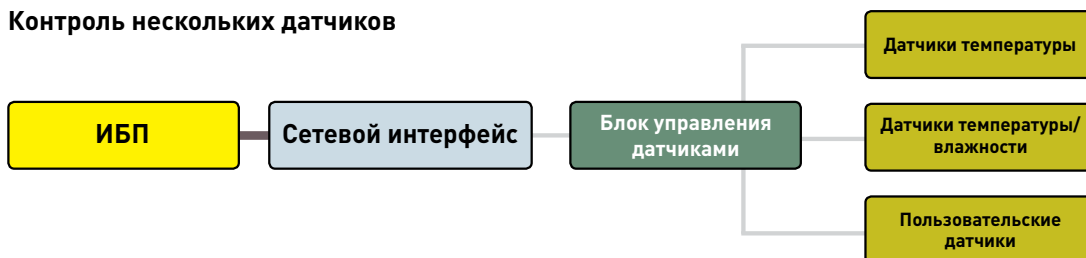 Контроль нескольких датчиков
Датчики температуры
ИБП
Сетевой интерфейс
Блок управления
датчиками
Датчики температуры/
влажности
Пользовательские
датчики